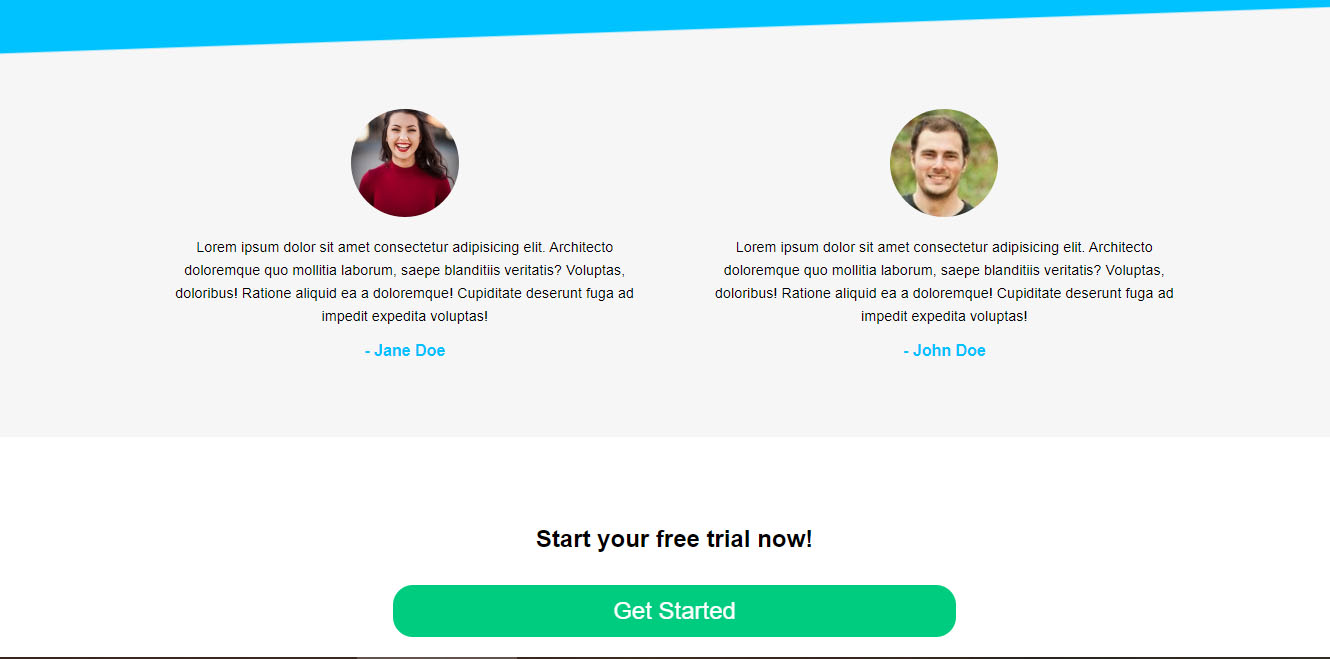 Lorem ipsum dolor sit amet consectetur adipisicing elit. Architecto
doloremque quo mollitia laborum, saepe blanditiis veritatis? Voluptas,
doloribus! Ratione aliquid ea a doloremque! Cupiditate deserunt fuga ad
impedit expedita voluptas!
- Jane Doe
Lorem ipsum dolor sit amet consectetur adipisicing elit. Architecto
doloremque quo mollitia laborum, saepe blanditiis veritatis? Voluptas,
doloribus! Ratione aliquid ea a doloremque! Cupiditate deserunt fuga ad
impedit expedita voluptas!
- John Doe
Start your free trial now!
Get Started